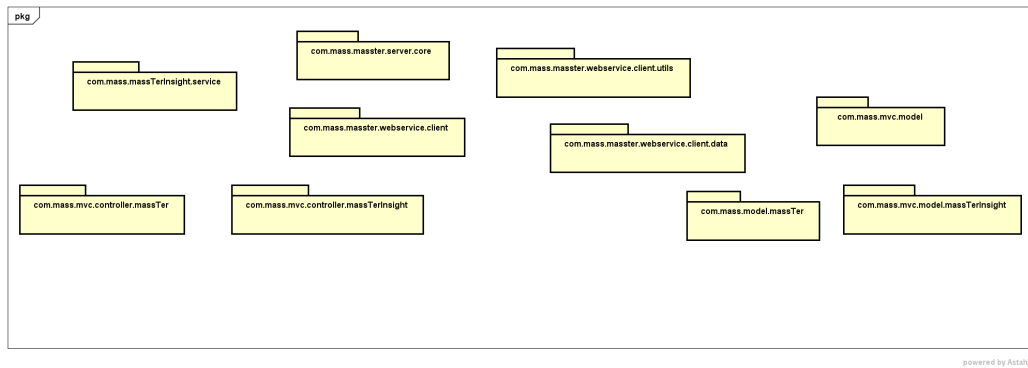 pkg
com.mass.masster.server.core
com.mass.masster.webservice.client.utils
com.mass.massTerInsight.service
com.mass.mvc.model
com.mass.masster.webservice.client
com.mass.masster.webservice.client.data
com.mass.mvc.controller.massTer
com.mass.mvc.controller.massTerInsight
com.mass.model.massTer
com.mass.mvc.model.massTerInsight
powered by Astah